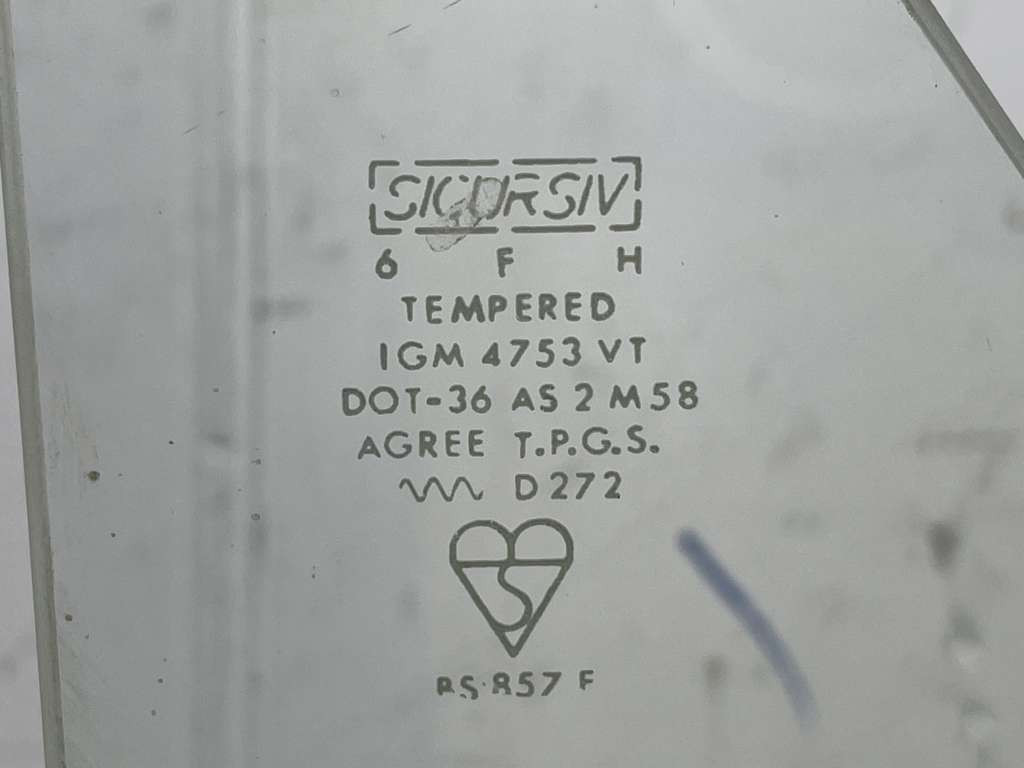 SICURSIV
6 F H
TEMPERED
IGM 4753 VT
DOT-36 AS 2 M58
AGREE T.P.G.S.
D272
BS 857 F